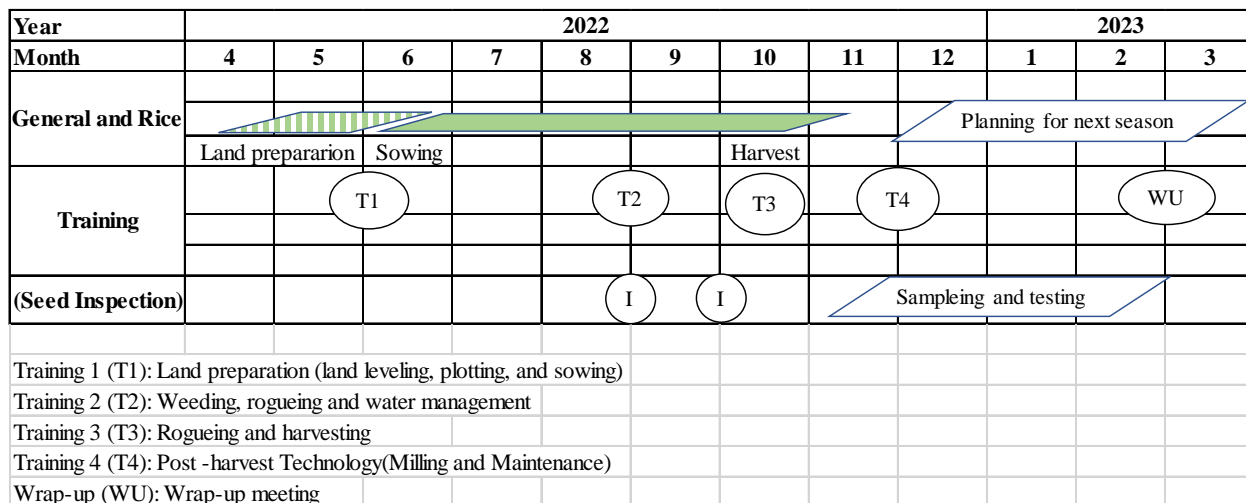 Year 2022 2023
Month 4 5 6 7 8 9 10 11 12 1 2 3
General and Rice
Planning for next season
Land prepararion Sowing Harvest
Training
T1 T2 T3 T4 WU
(Seed Inspection) I I Sampleing and testing
Training 1 (T1): Land preparation (land leveling, plotting, and sowing)
Training 2 (T2): Weeding, rogueing and water management
Training 3 (T3): Rogueing and harvesting
Training 4 (T4): Post -harvest Technology(Milling and Maintenance)
Wrap-up (WU): Wrap-up meeting